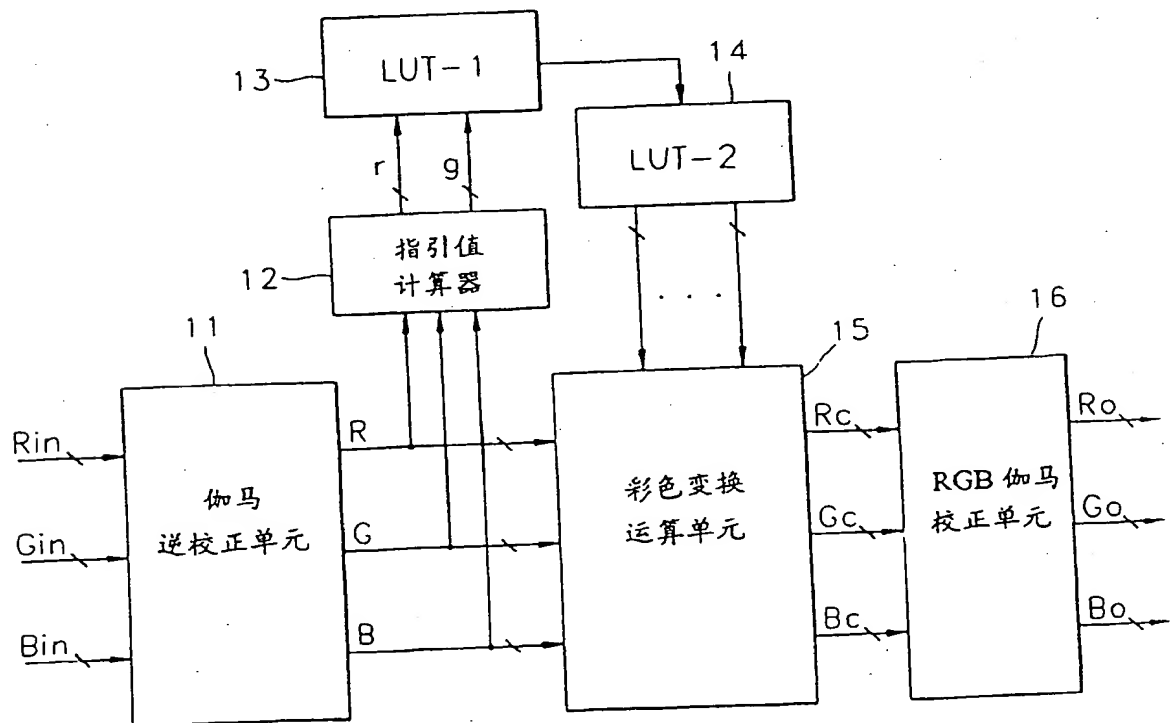 LUT-1
13
14
LUT-2
r
g
指引值
计算器
12
11
15
16
Rin
Gin
Bin
伽马
逆校正单元
R
G
B
彩色变换
运算单元
Rc
Gc
Bc
RGB 伽马
校正单元
Ro
Go
Bo
. . .